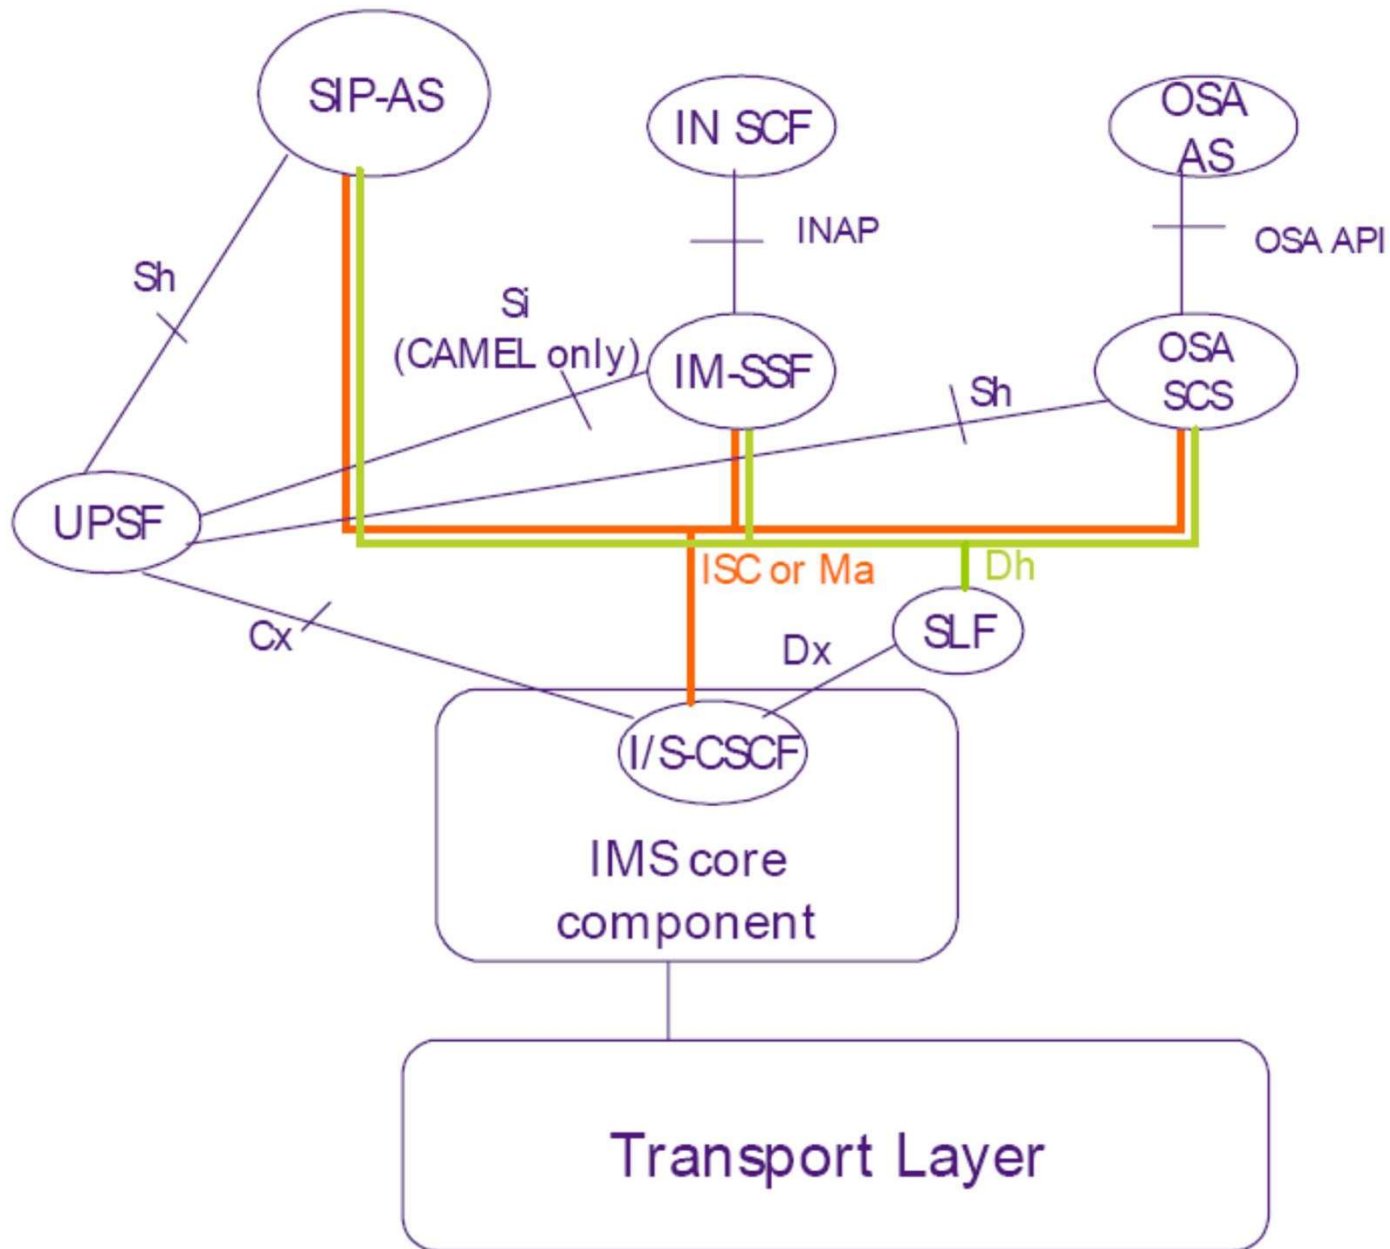 SIP-AS
IN SCF
OSA
AS
INAP
OSA API
Sh
Si
(CAMEL only)
IM-SSF
OSA
SCS
Sh
UPSF
ISC or Ma
Dh
Cx
Dx
SLF
I/S-CSCF
IMS core
component
Transport Layer